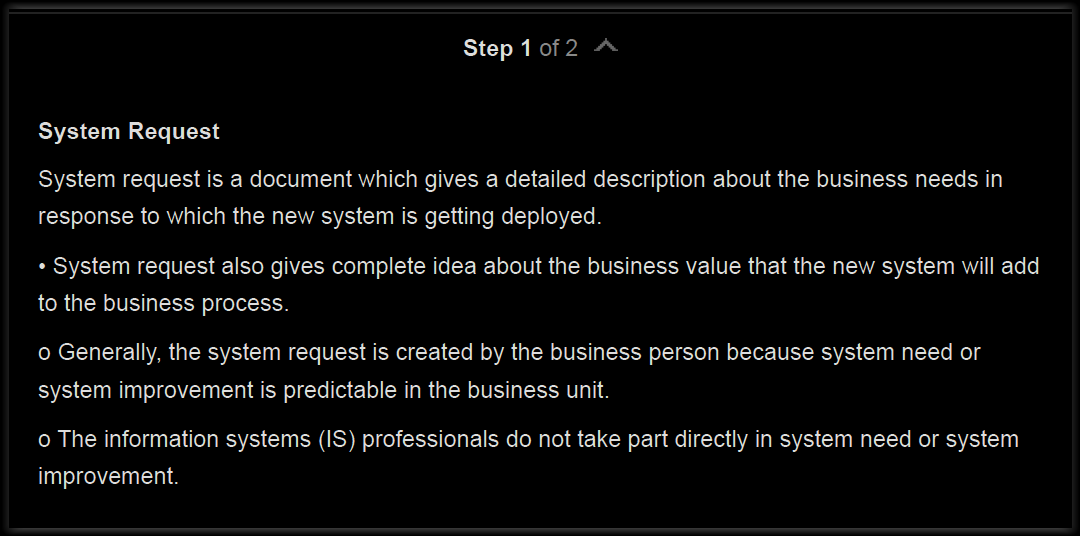 Step 1 of 2
System Request
System request is a document which gives a detailed description about the business needs in
response to which the new system is getting deployed.
• System request also gives complete idea about the business value that the new system will add
to the business process.
o Generally, the system request is created by the business person because system need or
system improvement is predictable in the business unit.
o The information systems (IS) professionals do not take part directly in system need or system
improvement.